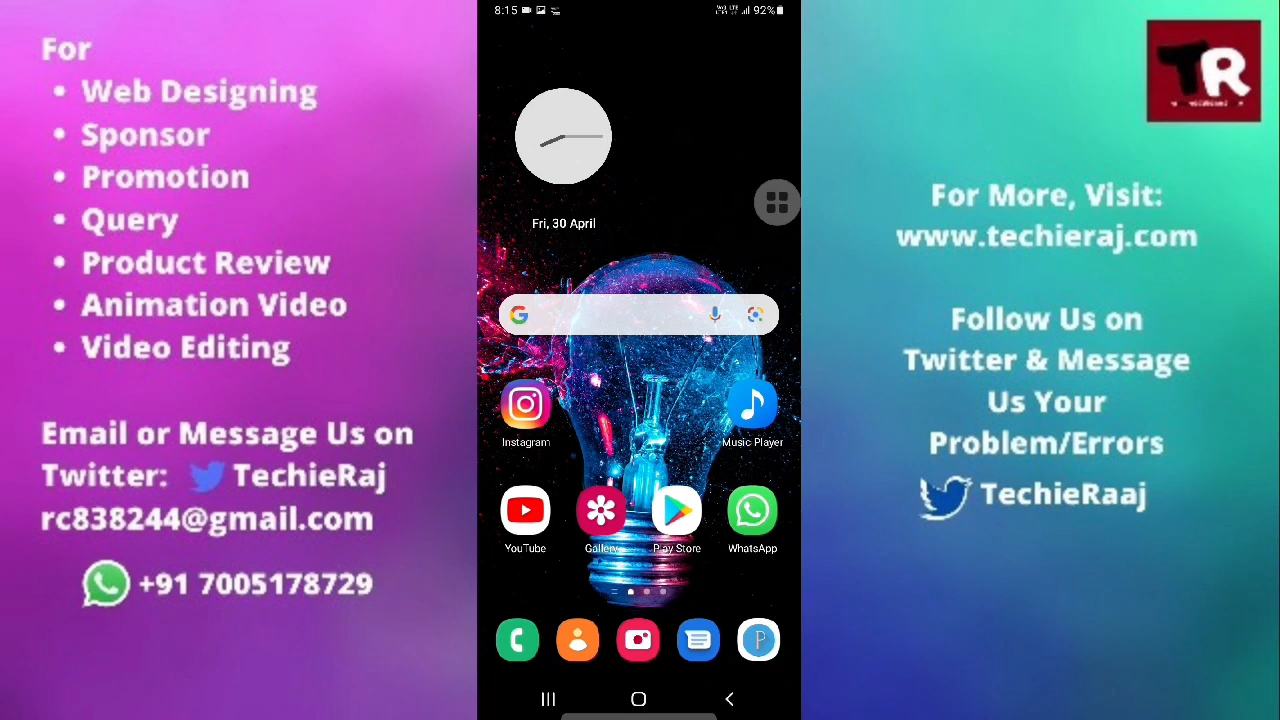 For
• Web Designing
• Sponsor
• Promotion
• Query
• Product Review
• Animation Video
• Video Editing
Email or Message Us on
Twitter: TechieRaj
rc838244@gmail.com
+91 7005178729
8:15
92%
Fri, 30 April
Instagram
Music Player
YouTube
Gallery
Play Store
WhatsApp
TR
For More, Visit:
www.techieraj.com
Follow Us on
Twitter & Message
Us Your
Problem/Errors
TechieRaaj